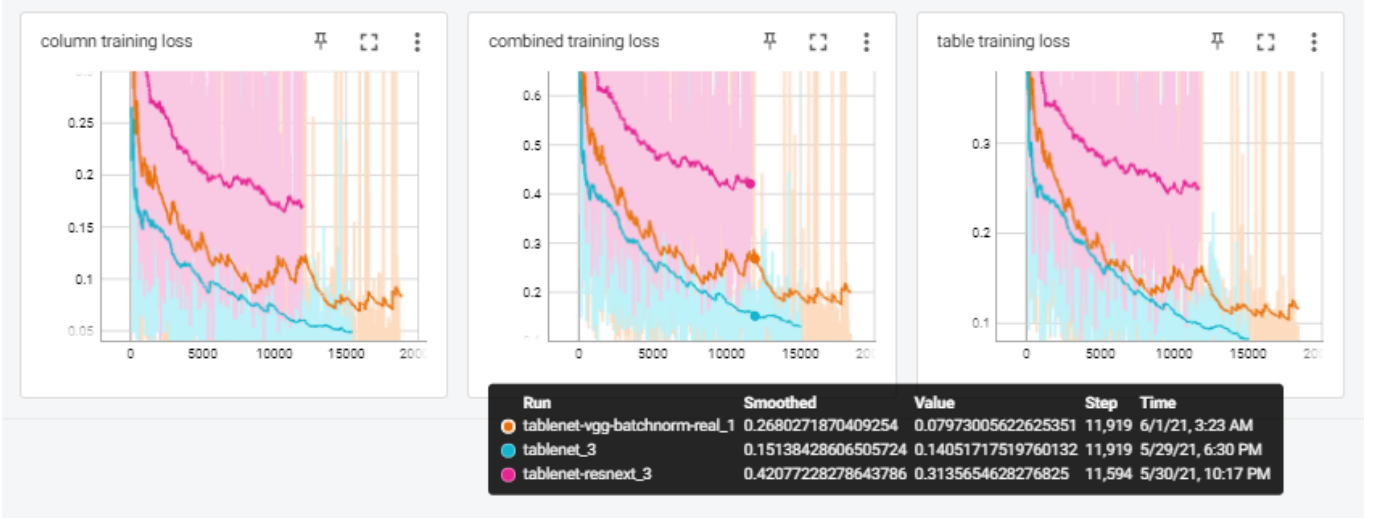 column training loss
combined training loss
table training loss
0.25
0.2
0.15
0.1
0.05
0 5000 10000 15000
0.6
0.5
0.4
0.3
0.2
0 5000 10000 15000
0.3
0.2
0.1
0 5000 10000 15000
Run Smoothed Value Step Time
tablenet-vgg-batchnorm-real_1 0.2680271870409254 0.07973005622625351 11,919 6/1/21, 3:23 AM
tablenet_3 0.15138428606505724 0.14051717519760132 11,919 5/29/21, 6:30 PM
tablenet-resnext_3 0.42077228278643786 0.3135654628276825 11,594 5/30/21, 10:17 PM